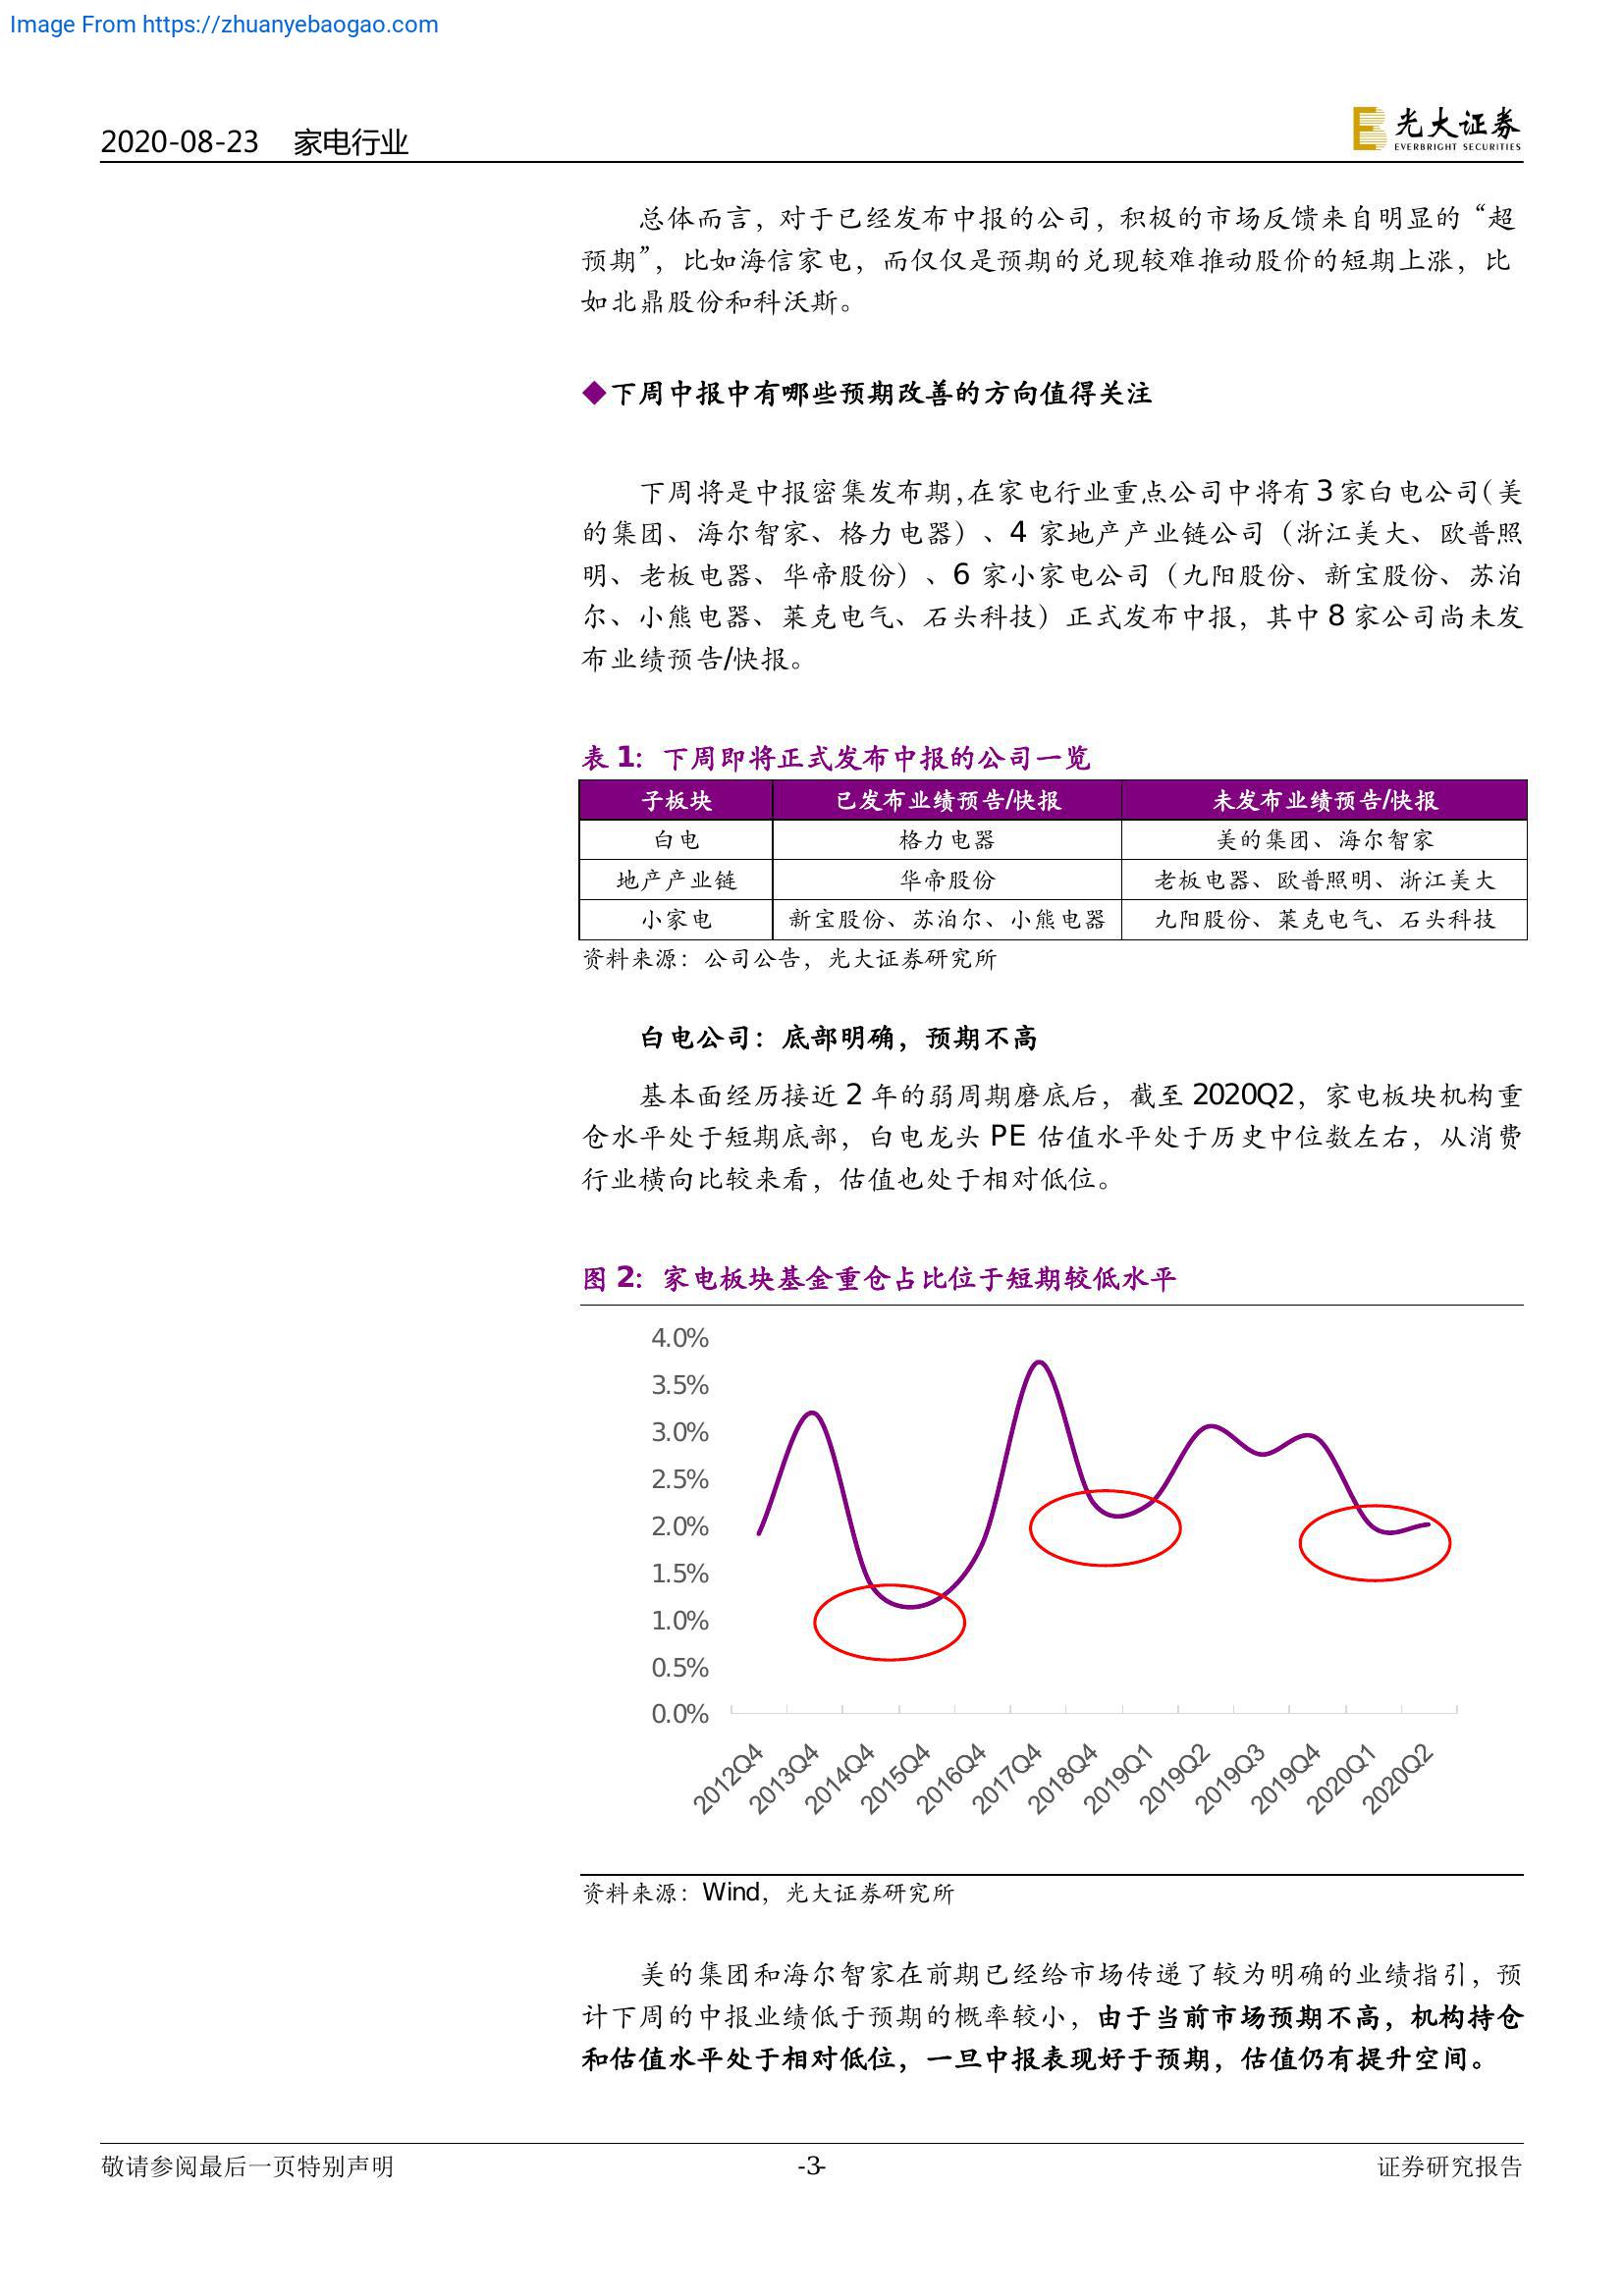 Image From https://zhuanyebaogao.com
2020-08-23 家电行业
光大证券
EVERBRIGHT SECURITIES
总体而言，对于已经发布中报的公司，积极的市场反馈来自明显的“超
预期”，比如海信家电，而仅仅是预期的兑现较难推动股价的短期上涨，比
如北鼎股份和科沃斯。
◆下周中报中有哪些预期改善的方向值得关注
下周将是中报密集发布期，在家电行业重点公司中将有 3 家白电公司（美
的集团、海尔智家、格力电器）、4 家地产产业链公司（浙江美大、欧普照
明、老板电器、华帝股份）、6 家小家电公司（九阳股份、新宝股份、苏泊
尔、小熊电器、莱克电气、石头科技）正式发布中报，其中 8 家公司尚未发
布业绩预告/快报。
表 1：下周即将正式发布中报的公司一览
子板块 已发布业绩预告/快报 未发布业绩预告/快报
白电 格力电器 美的集团、海尔智家
地产产业链 华帝股份 老板电器、欧普照明、浙江美大
小家电 新宝股份、苏泊尔、小熊电器 九阳股份、莱克电气、石头科技
资料来源：公司公告，光大证券研究所
白电公司：底部明确，预期不高
基本面经历接近 2 年的弱周期磨底后，截至 2020Q2，家电板块机构重
仓水平处于短期底部，白电龙头 PE 估值水平处于历史中位数左右，从消费
行业横向比较来看，估值也处于相对低位。
图 2：家电板块基金重仓占比位于短期较低水平
4.0%
3.5%
3.0%
2.5%
2.0%
1.5%
1.0%
0.5%
0.0%
2012Q4 2013Q4 2014Q4 2015Q4 2016Q4 2017Q4 2018Q4 2019Q1 2019Q2 2019Q3 2019Q4 2020Q1 2020Q2
资料来源：Wind，光大证券研究所
美的集团和海尔智家在前期已经给市场传递了较为明确的业绩指引，预
计下周的中报业绩低于预期的概率较小，由于当前市场预期不高，机构持仓
和估值水平处于相对低位，一旦中报表现好于预期，估值仍有提升空间。
敬请参阅最后一页特别声明 -3- 证券研究报告